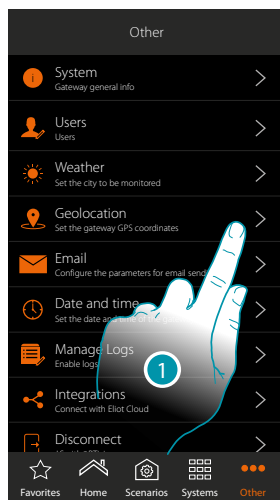 Other
System
Gateway general info
Users
Users
Weather
Set the city to be monitored
Geolocation
Set the gateway GPS coordinates
Email
Configure the parameters for email send
Date and time
Set the date and time
Manage Logs
Enable logs
1
Integrations
Connect with Eliot Cloud
Disconnect
Favorites Home Scenarios Systems Other